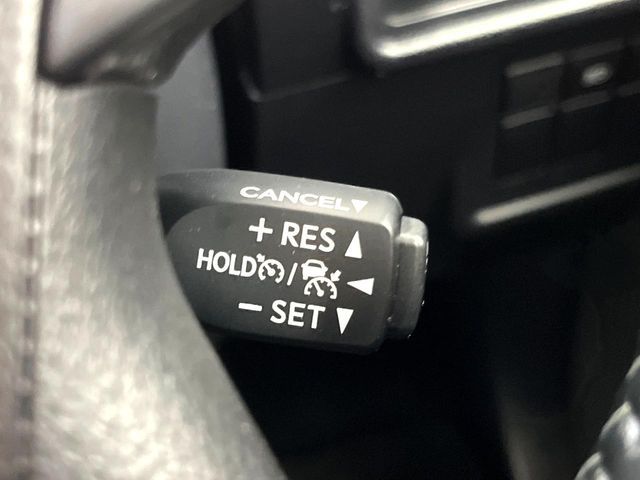 CANCEL▼
+ RES ▲
HOLD / ◀
− SET ▼